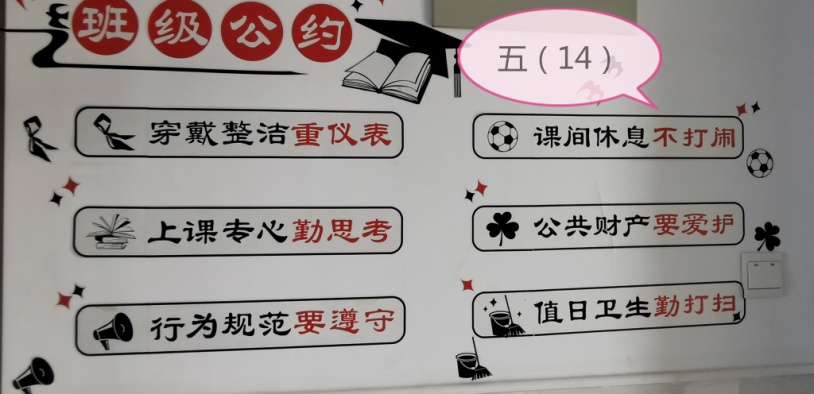 班级公约
五（14）
穿戴整洁重仪表
上课专心勤思考
行为规范要遵守
课间休息不打闹
公共财产要爱护
值日卫生勤打扫